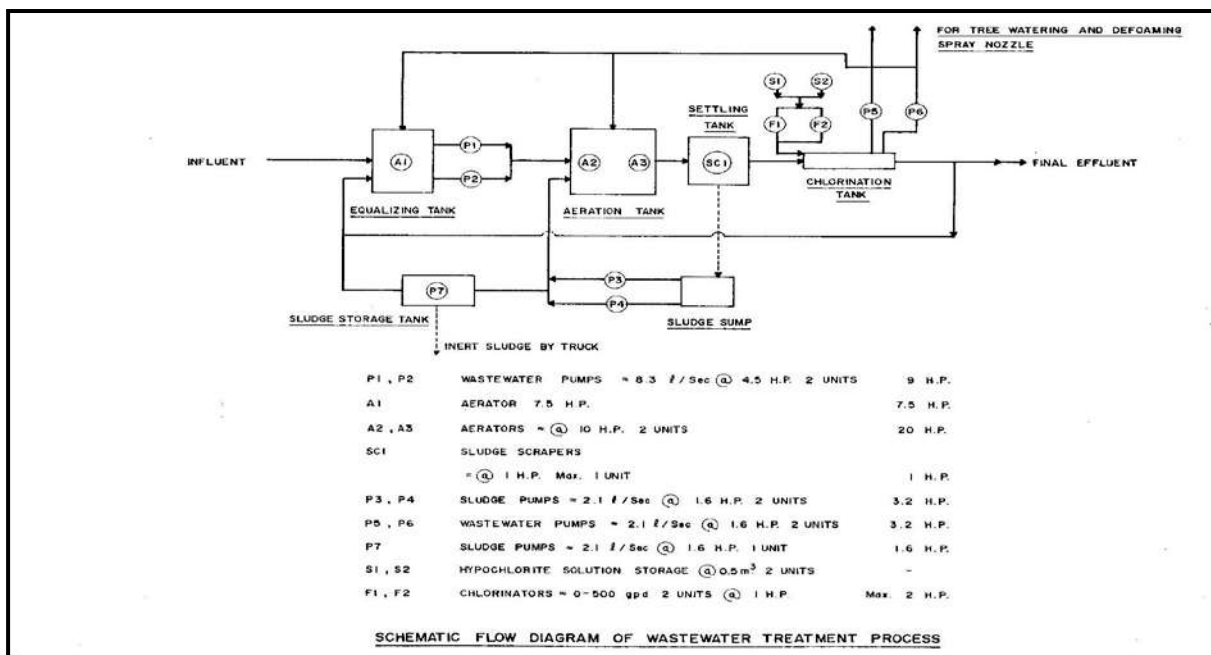 FOR TREE WATERING AND DEFOAMING
SPRAY NOZZLE
S1 S2
SETTLING
TANK
F1 F2
P5 P6
INFLUENT
A1
P1
P2
A2 A3
SC1
FINAL EFFLUENT
CHLORINATION
TANK
EQUALIZING TANK
AERATION TANK
P3
P4
P7
SLUDGE STORAGE TANK
SLUDGE SUMP
INERT SLUDGE BY TRUCK
P1, P2 WASTEWATER PUMPS ≈ 8.3 l/Sec @ 4.5 H.P. 2 UNITS 9 H.P.
A1 AERATOR 7.5 H.P. 7.5 H.P.
A2, A3 AERATORS ≈ @ 10 H.P. 2 UNITS 20 H.P.
SC1 SLUDGE SCRAPERS
= @ 1 H.P. Max. 1 UNIT 1 H.P.
P3, P4 SLUDGE PUMPS ≈ 2.1 l/Sec @ 1.6 H.P. 2 UNITS 3.2 H.P.
P5, P6 WASTEWATER PUMPS ≈ 2.1 l/Sec @ 1.6 H.P. 2 UNITS 3.2 H.P.
P7 SLUDGE PUMPS ≈ 2.1 l/Sec @ 1.6 H.P. 1 UNIT 1.6 H.P.
S1, S2 HYPOCHLORITE SOLUTION STORAGE @ 0.5m³ 2 UNITS -
F1, F2 CHLORINATORS ≈ 0-500 gpd 2 UNITS @ 1 H.P Max. 2 H.P.
SCHEMATIC FLOW DIAGRAM OF WASTEWATER TREATMENT PROCESS